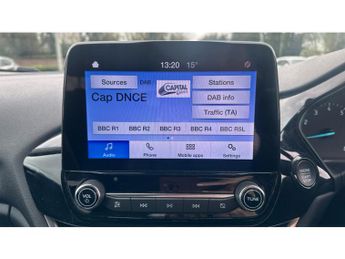 13:20 15°
Sources DAB CAPITAL DANCE Stations
Cap DNCE
DAB info
Traffic (TA)
BBC R1 BBC R2 BBC R3 BBC R4 BBC R5L
Audio Phone Mobile apps Settings
VOL TUNE